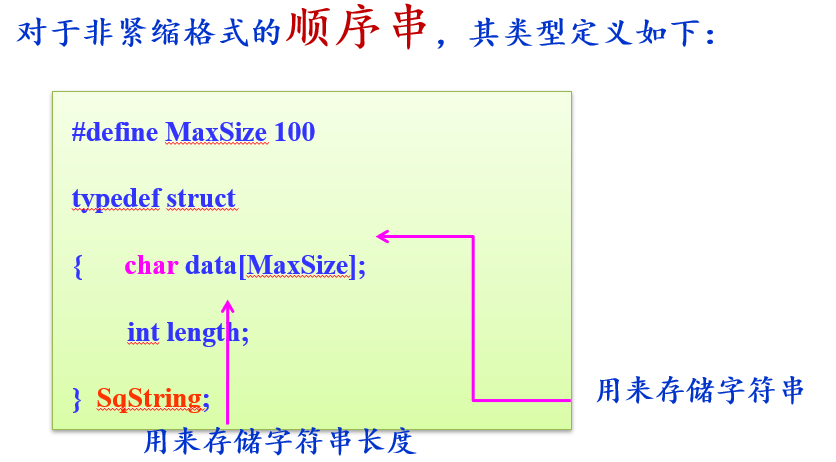 对于非紧缩格式的顺序串，其类型定义如下：
#define MaxSize 100
typedef struct
{ char data[MaxSize];
int length;
} SqString;
用来存储字符串
用来存储字符串长度